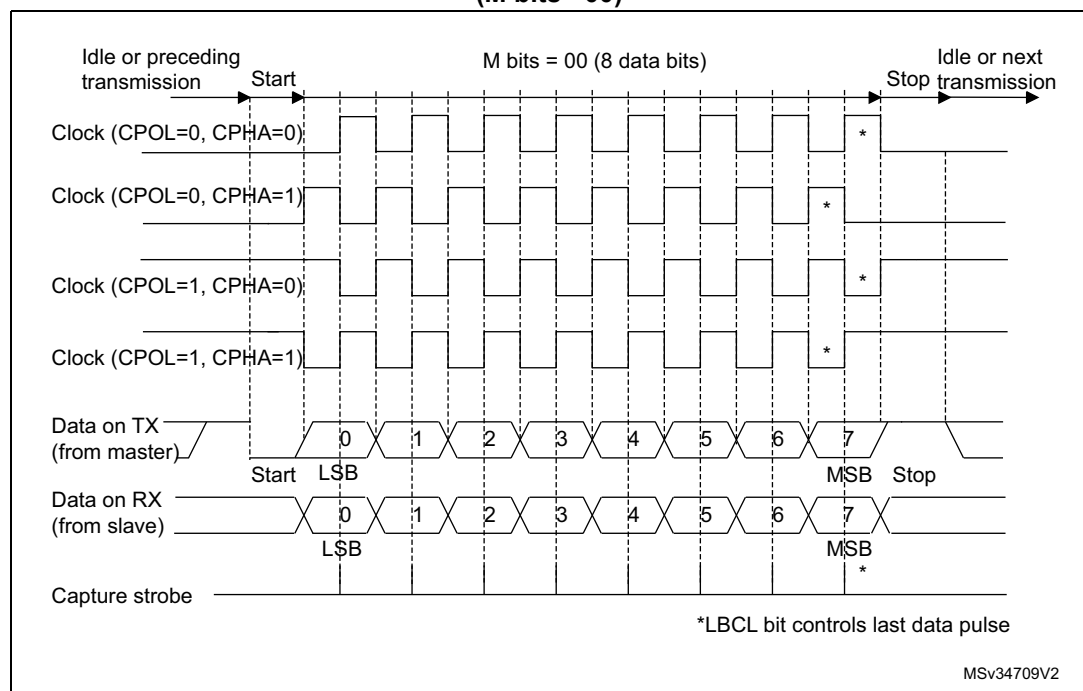 Idle or preceding
transmission
Start
M bits = 00 (8 data bits)
Stop
Idle or next
transmission
Clock (CPOL=0, CPHA=0)
*
Clock (CPOL=0, CPHA=1)
*
Clock (CPOL=1, CPHA=0)
*
Clock (CPOL=1, CPHA=1)
*
Data on TX
(from master)
0 1 2 3 4 5 6 7
Start LSB MSB Stop
Data on RX
(from slave)
0 1 2 3 4 5 6 7
LSB MSB
*
Capture strobe
*LBCL bit controls last data pulse
MSv34709V2